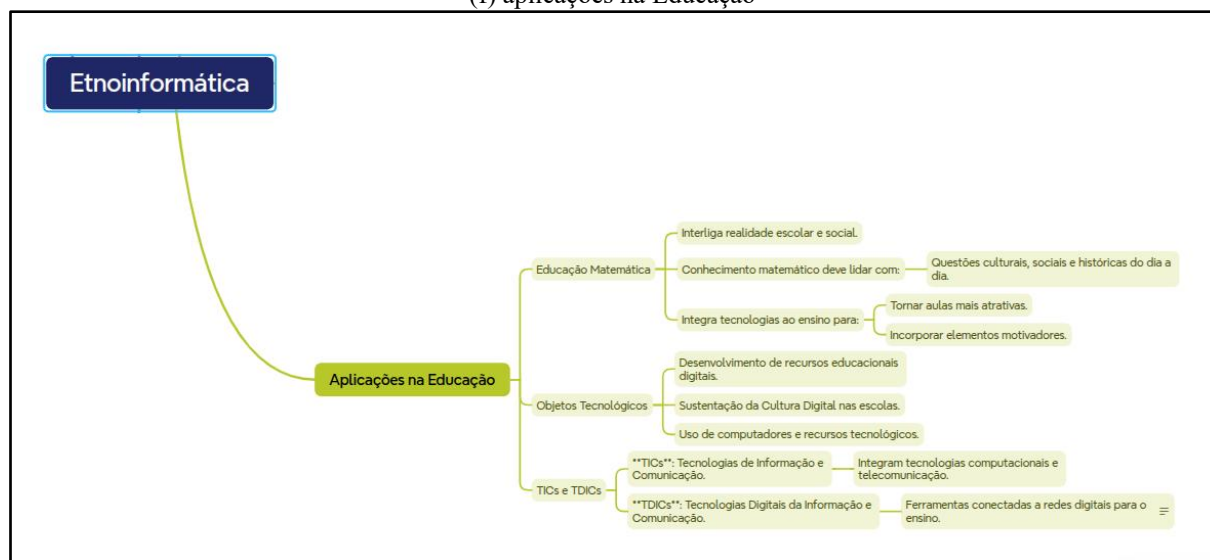 (f) aplicações na Educação
Etnoinformática
Aplicações na Educação
Educação Matemática
Interliga realidade escolar e social.
Conhecimento matemático deve lidar com:
Questões culturais, sociais e históricas do dia a
dia.
Integra tecnologias ao ensino para:
Tornar aulas mais atrativas.
Incorporar elementos motivadores.
Objetos Tecnológicos
Desenvolvimento de recursos educacionais
digitais.
Sustentação da Cultura Digital nas escolas.
Uso de computadores e recursos tecnológicos.
TICs e TDICs
**TICs**: Tecnologias de Informação e
Comunicação.
Integram tecnologias computacionais e
telecomunicação.
**TDICs**: Tecnologias Digitais da Informação e
Comunicação.
Ferramentas conectadas a redes digitais para o
ensino.